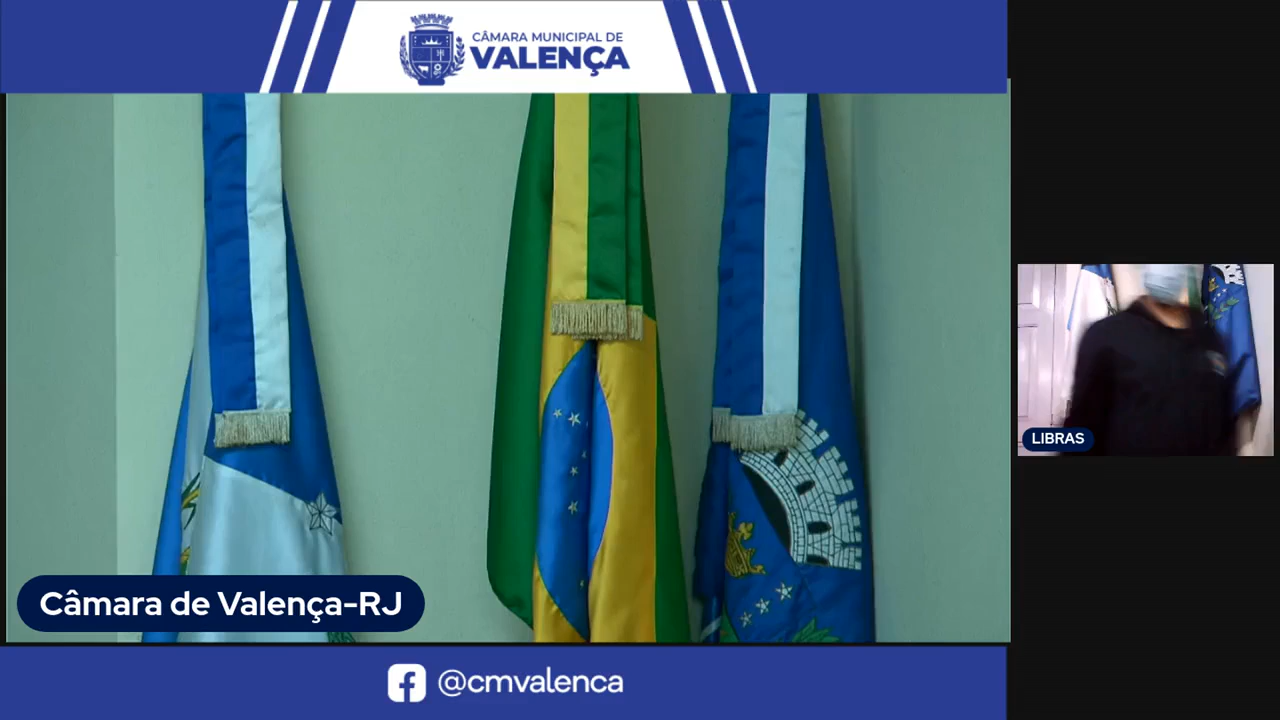 CÂMARA MUNICIPAL DE
VALENÇA
Câmara de Valença-RJ
LIBRAS
@cmvalenca